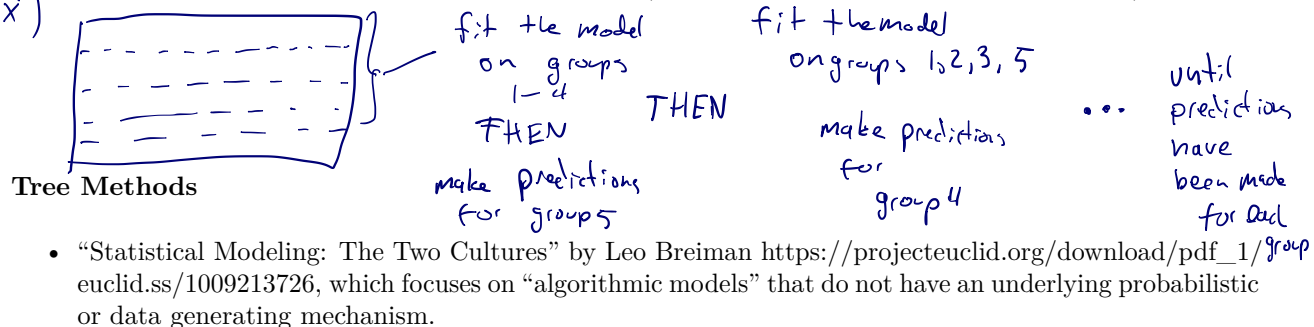 x )
fit the model
on groups
1-4
THEN
make predictions
for group 5
THEN
fit the model
on groups 1,2,3, 5
make predictions
for
group 4
...
until
predictions
have
been made
for each
group
Tree Methods
• “Statistical Modeling: The Two Cultures” by Leo Breiman https://projecteuclid.org/download/pdf_1/
euclid.ss/1009213726, which focuses on “algorithmic models” that do not have an underlying probabilistic
or data generating mechanism.